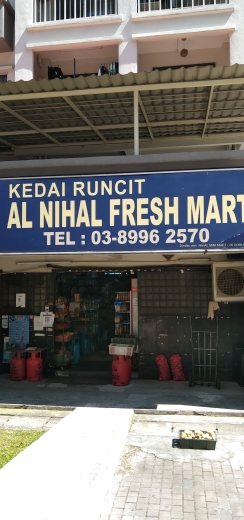 KEDAI RUNCIT
AL NIHAL FRESH MART
TEL : 03-8996 2570